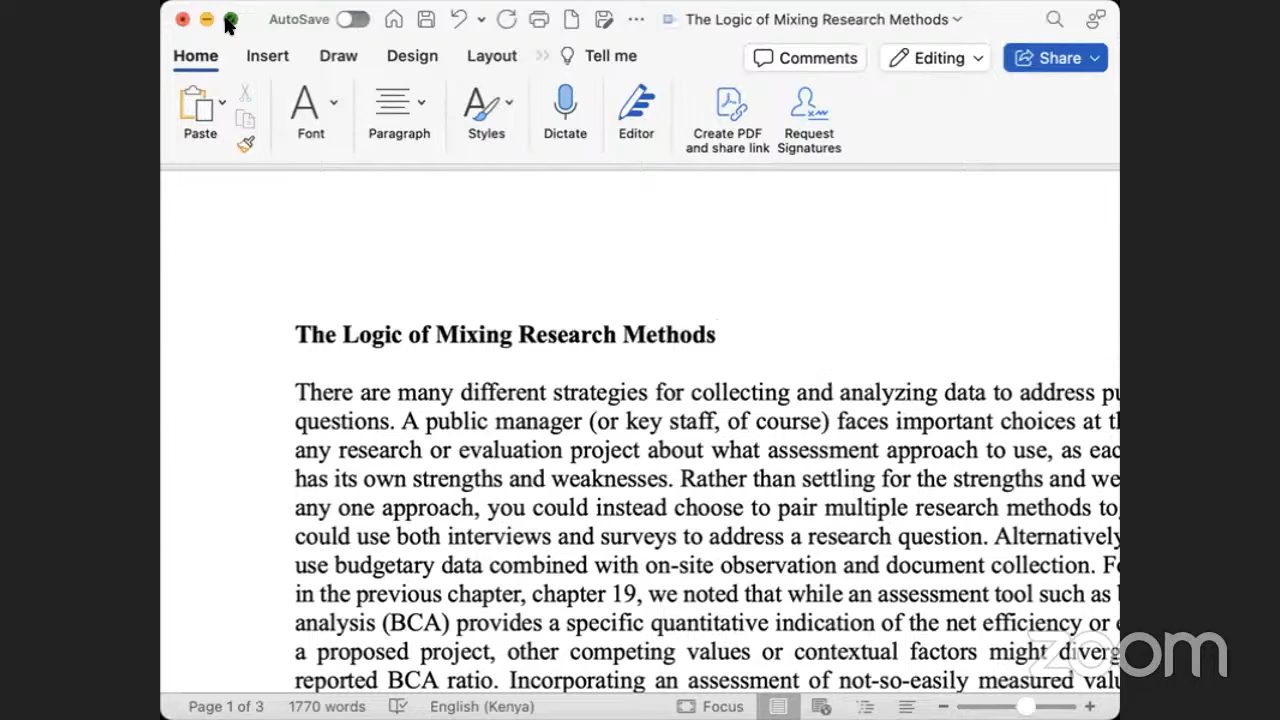 AutoSave
The Logic of Mixing Research Methods
Home Insert Draw Design Layout Tell me
Comments Editing Share
Paste Font Paragraph Styles Dictate Editor Create PDF and share link Request Signatures
The Logic of Mixing Research Methods
There are many different strategies for collecting and analyzing data to address
questions. A public manager (or key staff, of course) faces important choices at
any research or evaluation project about what assessment approach to use, as
has its own strengths and weaknesses. Rather than settling for the strengths and
any one approach, you could instead choose to pair multiple research methods
could use both interviews and surveys to address a research question. Alternatively
use budgetary data combined with on-site observation and document collection.
in the previous chapter, chapter 19, we noted that while an assessment tool such as
analysis (BCA) provides a specific quantitative indication of the net efficiency or
a proposed project, other competing values or contextual factors might
reported BCA ratio. Incorporating an assessment of not-so-easily measured
zoom
Page 1 of 3 1770 words English (Kenya) Focus